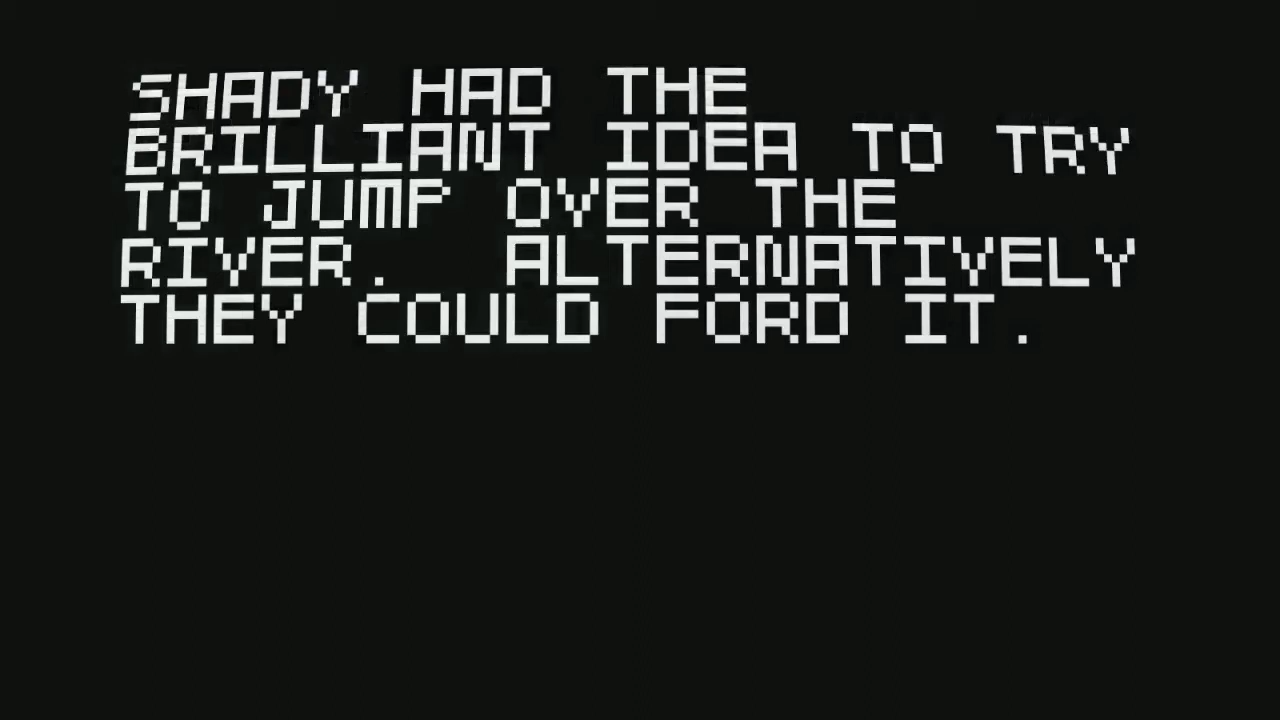 SHADY HAD THE
BRILLIANT IDEA TO TRY
TO JUMP OVER THE
RIVER.  ALTERNATIVELY
THEY COULD FORD IT.